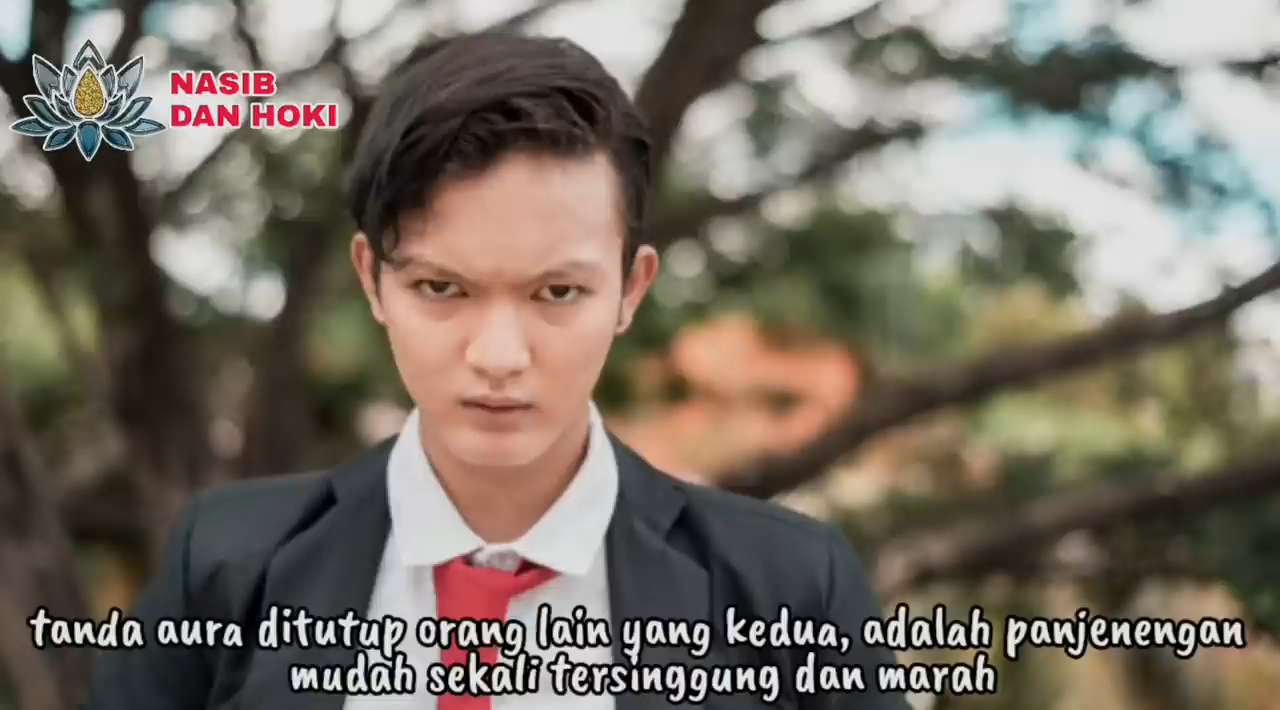 NASIB
DAN HOKI
tanda aura ditutup orang lain yang kedua, adalah panjenengan
mudah sekali tersinggung dan marah